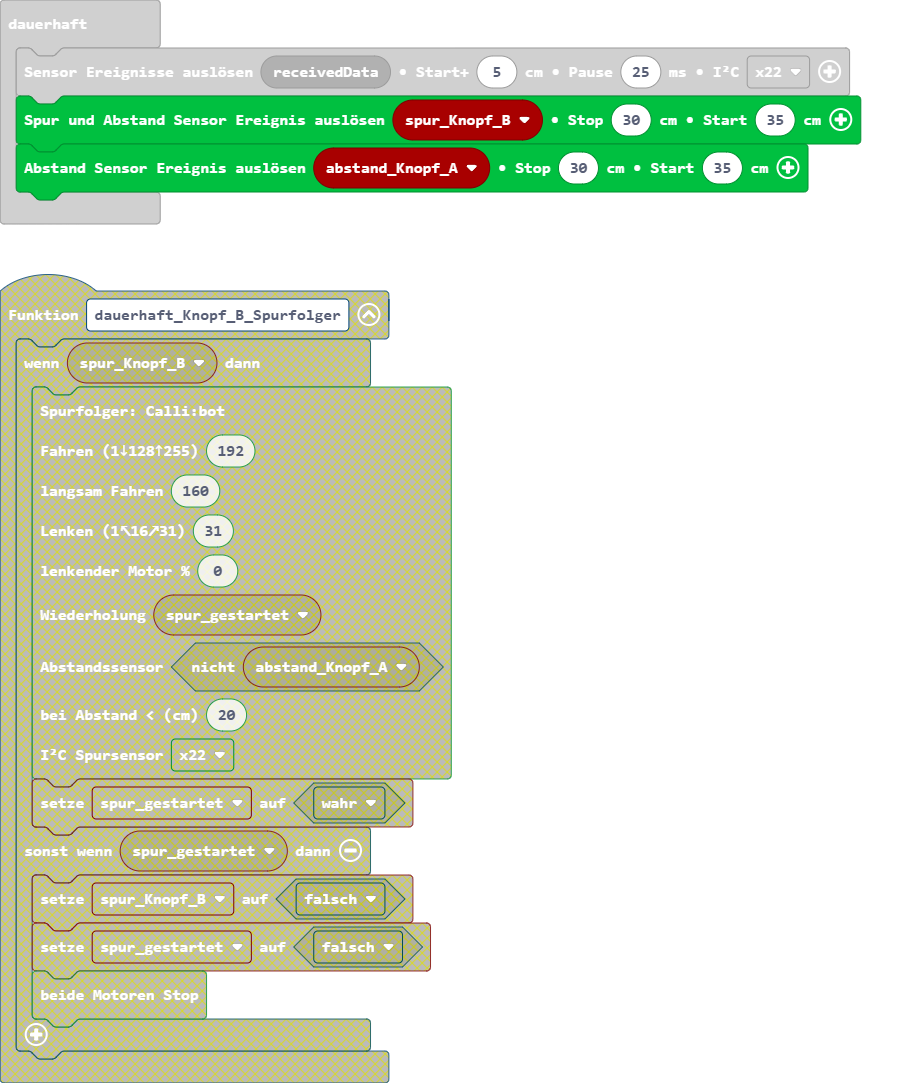 dauerhaft
Sensor Ereignisse auslösen receivedData • Start+ 5 cm • Pause 25 ms • I²C x22
Spur und Abstand Sensor Ereignis auslösen spur_Knopf_B • Stop 30 cm • Start 35 cm
Abstand Sensor Ereignis auslösen abstand_Knopf_A • Stop 30 cm • Start 35 cm
Funktion dauerhaft_Knopf_B_Spurfolger
wenn spur_Knopf_B dann
Spurfolger: Calli:bot
Fahren (1↓128↑255) 192
langsam Fahren 160
Lenken (1↖16↗31) 31
lenkender Motor % 0
Wiederholung spur_gestartet
Abstandssensor nicht abstand_Knopf_A
bei Abstand < (cm) 20
I²C Spursensor x22
setze spur_gestartet auf wahr
sonst wenn spur_gestartet dann
setze spur_Knopf_B auf falsch
setze spur_gestartet auf falsch
beide Motoren Stop